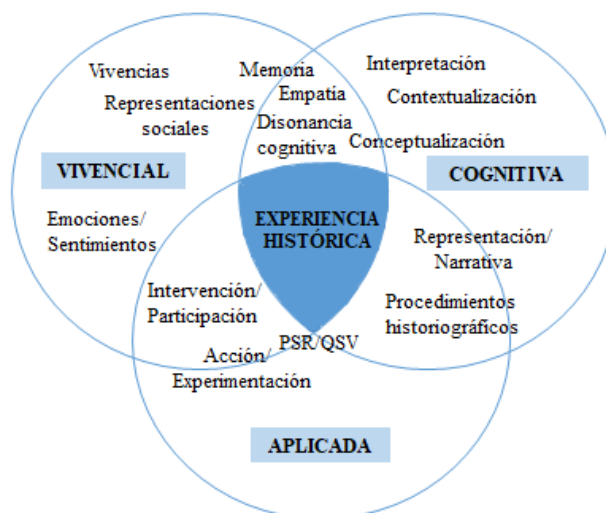 Vivencias
Representaciones
sociales
VIVENCIAL
Emociones/
Sentimientos
Memoria
Empatía
Disonancia
cognitiva
Interpretación
Contextualización
Conceptualización
COGNITIVA
EXPERIENCIA
HISTÓRICA
Representación/
Narrativa
Procedimientos
historiográficos
Intervención/
Participación
PSR/QSV
Acción/
Experimentación
APLICADA